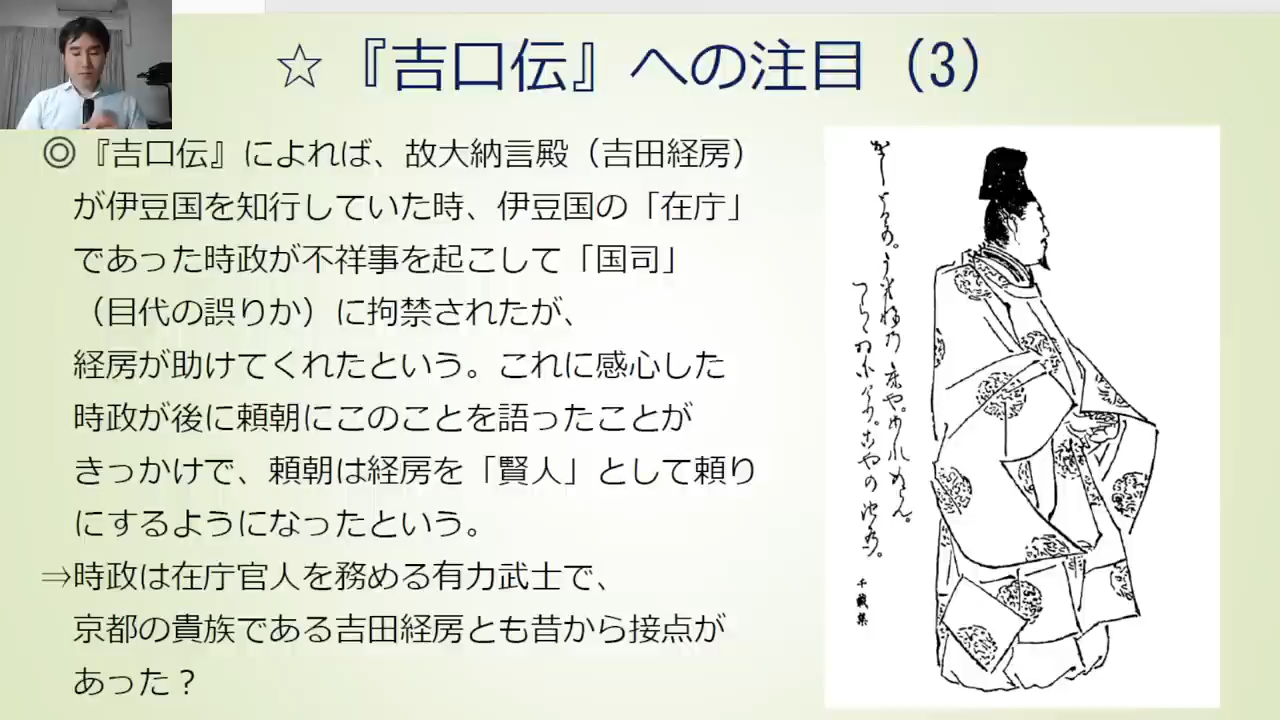 ☆『吉口伝』への注目（3）
◎『吉口伝』によれば、故大納言殿（吉田経房）
が伊豆国を知行していた時、伊豆国の「在庁」
であった時政が不祥事を起こして「国司」
（目代の誤りか）に拘禁されたが、
経房が助けてくれたという。これに感心した
時政が後に頼朝にこのことを語ったことが
きっかけで、頼朝は経房を「賢人」として頼り
にするようになったという。
⇒時政は在庁官人を務める有力武士で、
京都の貴族である吉田経房とも昔から接点が
あった？
千載集